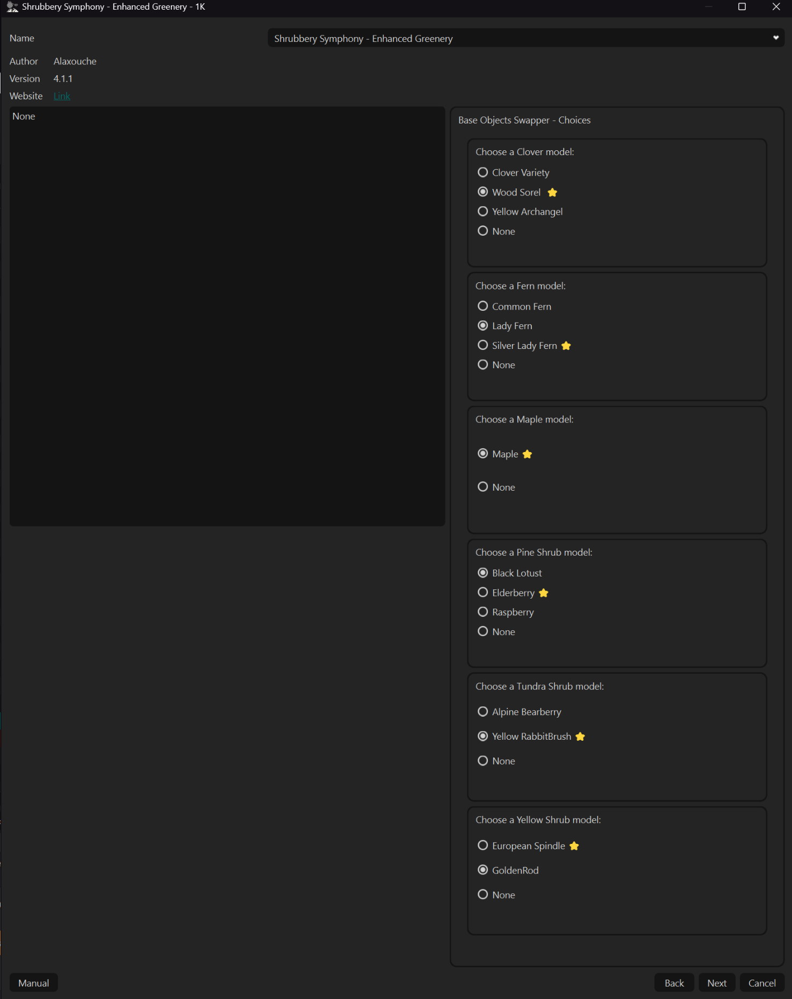 Shrubbery Symphony - Enhanced Greenery - 1K
Name
Shrubbery Symphony - Enhanced Greenery
Author Alaxouche
Version 4.1.1
Website Link
None
Base Objects Swapper - Choices
Choose a Clover model:
Clover Variety
Wood Sorel
Yellow Archangel
None
Choose a Fern model:
Common Fern
Lady Fern
Silver Lady Fern
None
Choose a Maple model:
Maple
None
Choose a Pine Shrub model:
Black Lotust
Elderberry
Raspberry
None
Choose a Tundra Shrub model:
Alpine Bearberry
Yellow RabbitBrush
None
Choose a Yellow Shrub model:
European Spindle
GoldenRod
None
Manual
Back
Next
Cancel